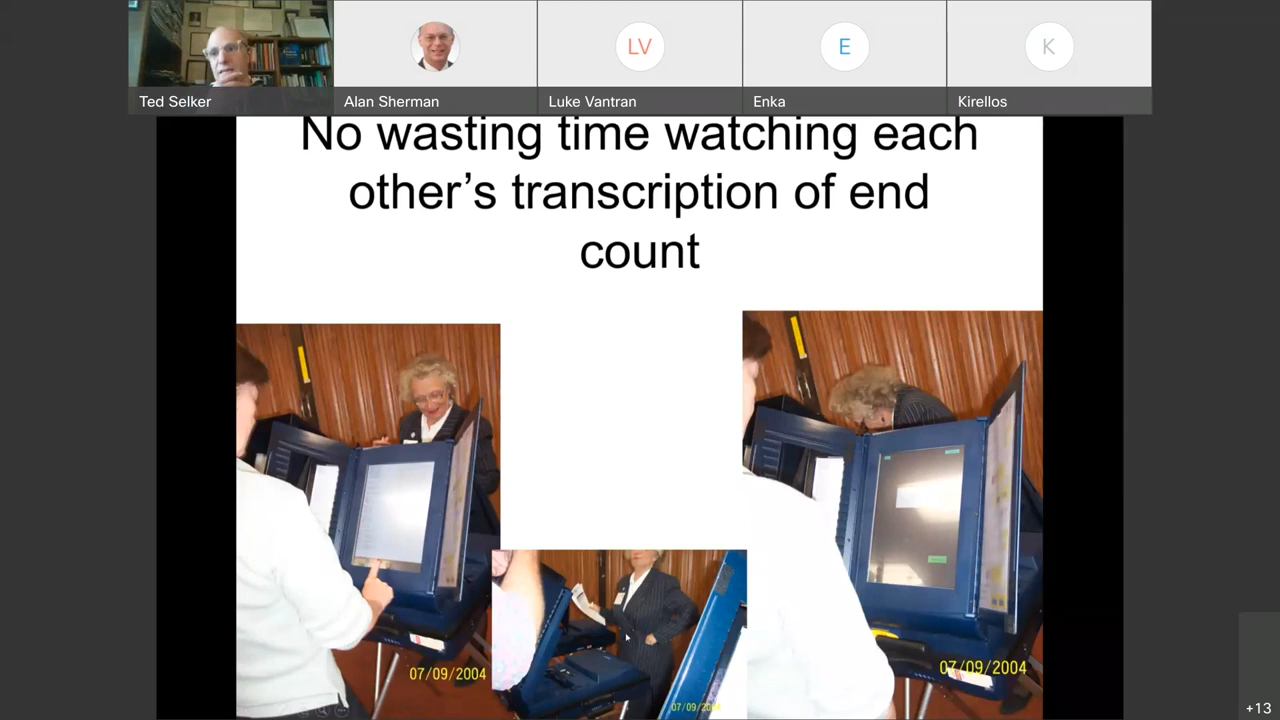 LV
E
K
Ted Selker
Alan Sherman
Luke Vantran
Enka
Kirellos
No wasting time watching each
other’s transcription of end
count
07/09/2004
07/09/2004
+13